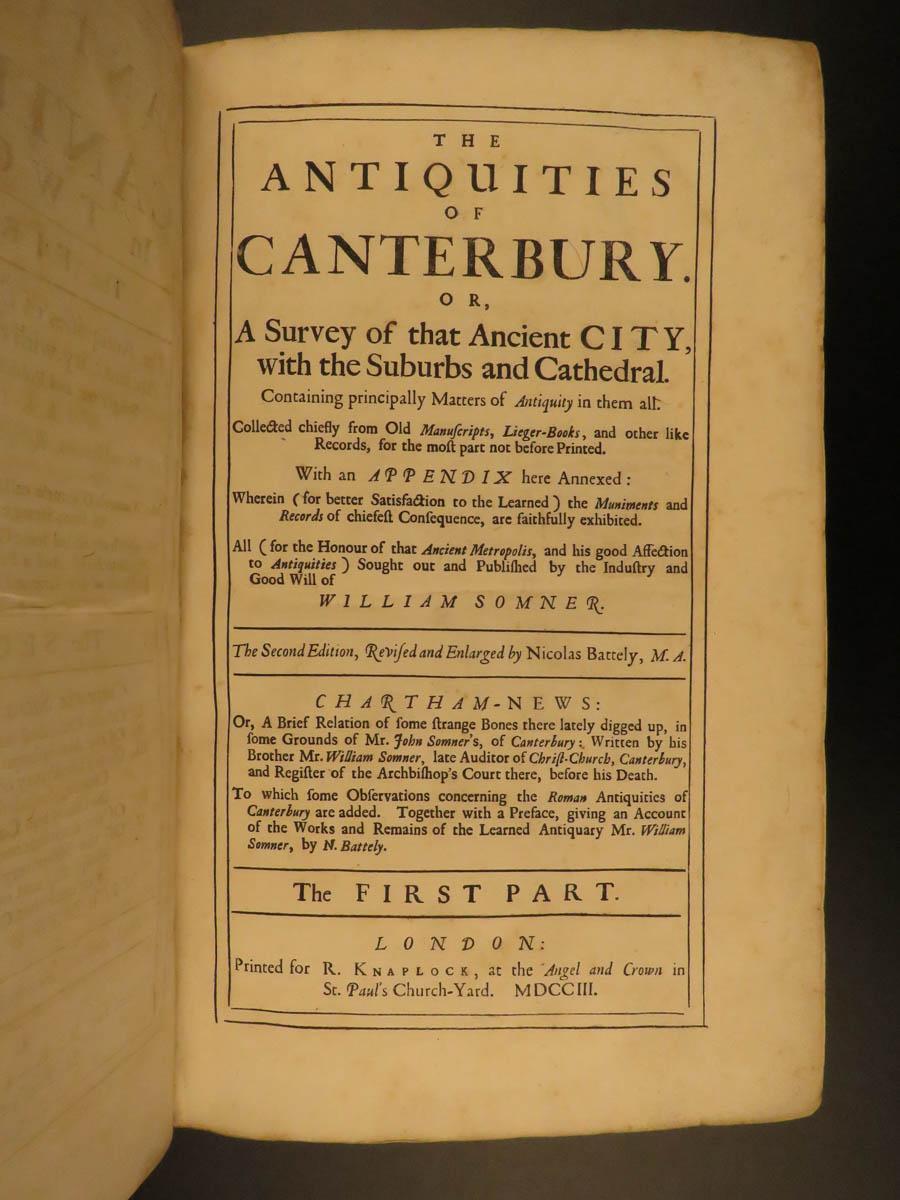 THE
ANTIQUITIES
OF
CANTERBURY.
OR,
A Survey of that Ancient CITY,
with the Suburbs and Cathedral.
Containing principally Matters of Antiquity in them all.
Collected chiefly from Old Manuſcripts, Lieger-Books, and other like
Records, for the moſt part not before Printed.
With an APPENDIX here Annexed:
Wherein (for better Satisfaction to the Learned) the Muniments and
Records of chiefeſt Conſequence, are faithfully exhibited.
All (for the Honour of that Ancient Metropolis, and his good Affection
to Antiquities) Sought out and Publiſhed by the Induſtry and
Good Will of
WILLIAM SOMNER.
The Second Edition, Reviſed and Enlarged by Nicolas Battely, M. A.
CHARTHAM-NEWS:
Or, A Brief Relation of ſome ſtrange Bones there lately digged up, in
ſome Grounds of Mr. John Somner's, of Canterbury: Written by his
Brother Mr. William Somner, late Auditor of Chriſt-Church, Canterbury,
and Regiſter of the Archbiſhop's Court there, before his Death.
To which ſome Obſervations concerning the Roman Antiquities of
Canterbury are added. Together with a Preface, giving an Account
of the Works and Remains of the Learned Antiquary Mr. William
Somner, by N. Battely.
The FIRST PART.
LONDON:
Printed for R. KNAPLOCK, at the Angel and Crown in
St. Paul's Church-Yard. MDCCIII.